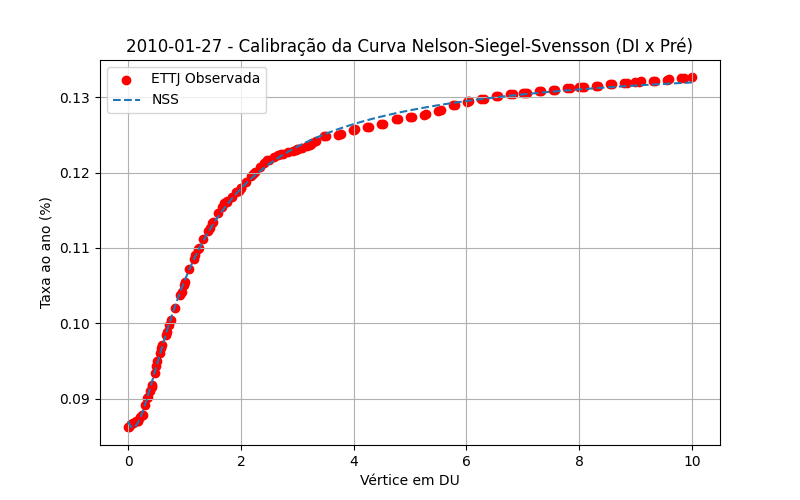 2010-01-27 - Calibração da Curva Nelson-Siegel-Svensson (DI x Pré)
ETTJ Observada
NSS
Taxa ao ano (%)
0.13
0.12
0.11
0.10
0.09
0 2 4 6 8 10
Vértice em DU